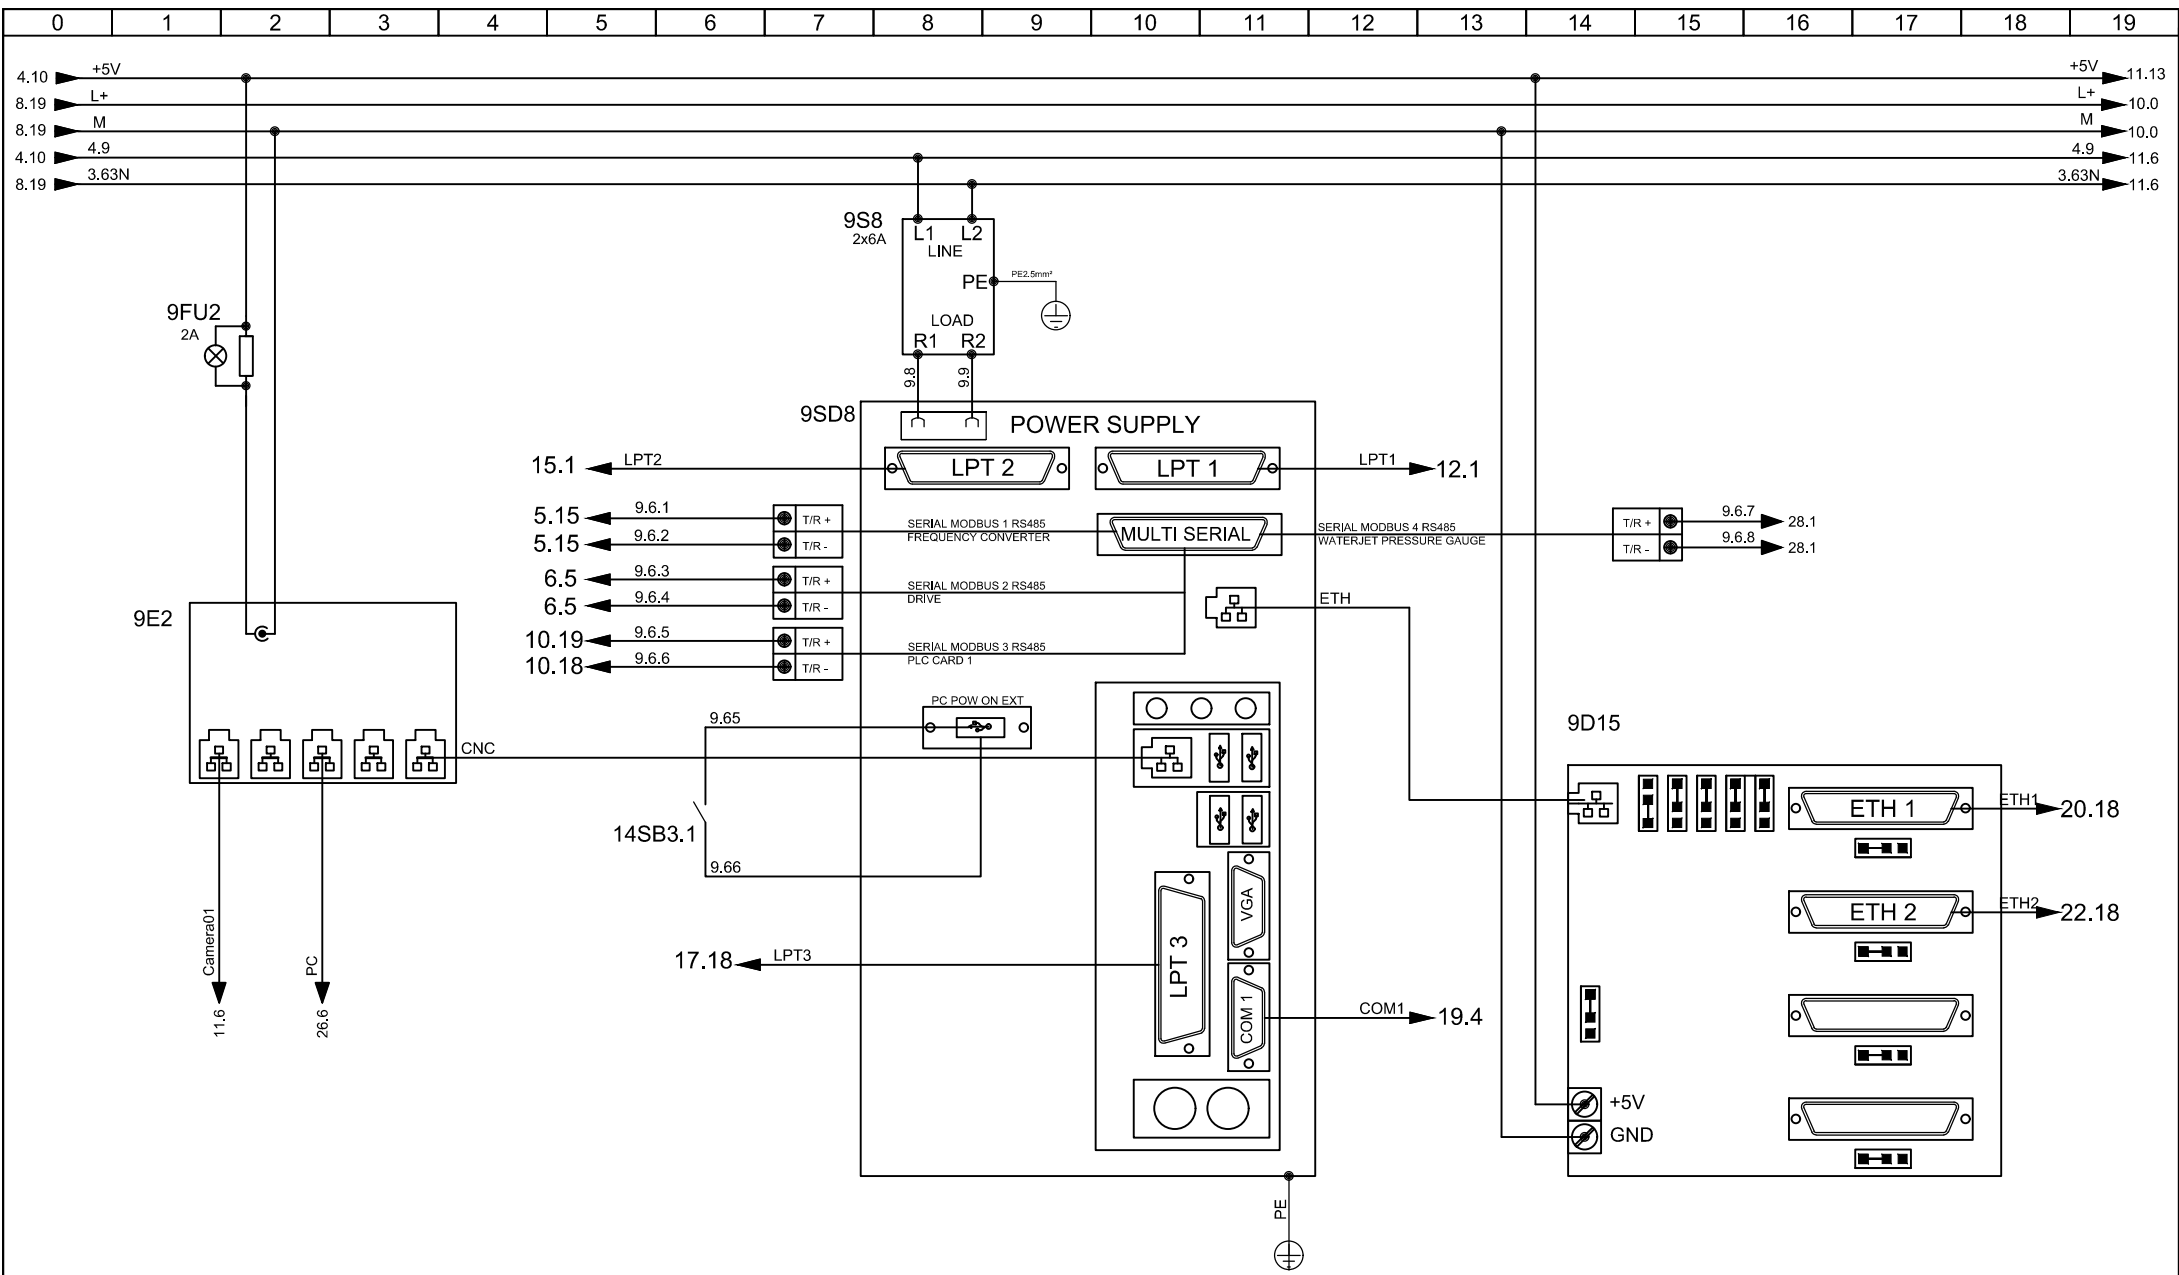 0 1 2 3 4 5 6 7 8 9 10 11 12 13 14 15 16 17 18 19
4.10 +5V +5V 11.13
8.19 L+ L+ 10.0
8.19 M M 10.0
4.10 4.9 4.9 11.6
8.19 3.63N 3.63N 11.6
9S8
2x6A
L1 L2
LINE
PE
PE2.5mm²
LOAD
R1 R2
9.8 9.9
9FU2
2A
9SD8
POWER SUPPLY
15.1 LPT2 LPT 2 LPT 1 LPT1 12.1
5.15 9.6.1 T/R +
5.15 9.6.2 T/R -
SERIAL MODBUS 1 RS485
FREQUENCY CONVERTER
MULTI SERIAL
SERIAL MODBUS 4 RS485
WATERJET PRESSURE GAUGE
T/R + 9.6.7 28.1
T/R - 9.6.8 28.1
6.5 9.6.3 T/R +
6.5 9.6.4 T/R -
SERIAL MODBUS 2 RS485
DRIVE
ETH
10.19 9.6.5 T/R +
10.18 9.6.6 T/R -
SERIAL MODBUS 3 RS485
PLC CARD 1
9E2
PC POW ON EXT
9.65
CNC
14SB3.1
9.66
Camera01
11.6
PC
26.6
17.18 LPT3
LPT 3
VGA
COM 1
COM1 19.4
PE
9D15
ETH 1 ETH1 20.18
ETH 2 ETH2 22.18
+5V
GND